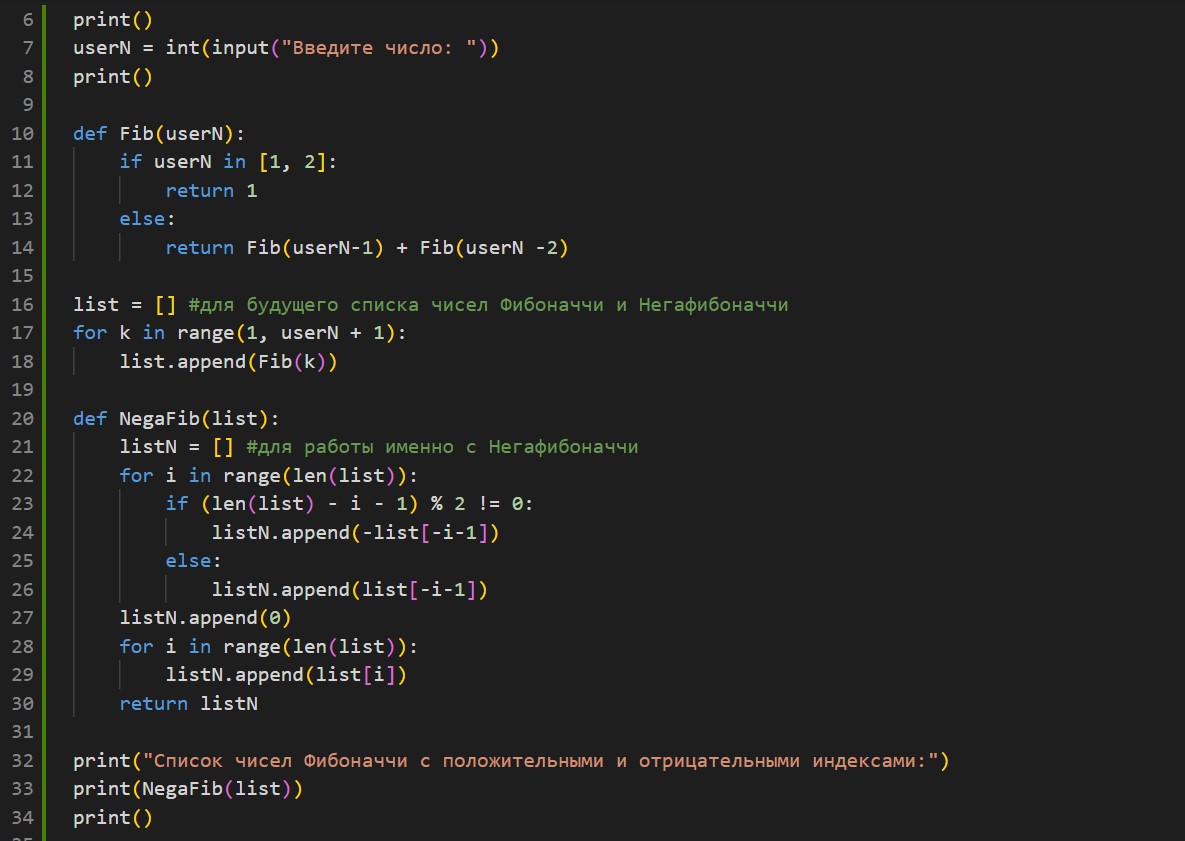 6 print()
7 userN = int(input("Введите число: "))
8 print()
9
10 def Fib(userN):
11     if userN in [1, 2]:
12         return 1
13     else:
14         return Fib(userN-1) + Fib(userN -2)
15
16 list = [] #для будущего списка чисел Фибоначчи и Негафибоначчи
17 for k in range(1, userN + 1):
18     list.append(Fib(k))
19
20 def NegaFib(list):
21     listN = [] #для работы именно с Негафибоначчи
22     for i in range(len(list)):
23         if (len(list) - i - 1) % 2 != 0:
24             listN.append(-list[-i-1])
25         else:
26             listN.append(list[-i-1])
27     listN.append(0)
28     for i in range(len(list)):
29         listN.append(list[i])
30     return listN
31
32 print("Список чисел Фибоначчи с положительными и отрицательными индексами:")
33 print(NegaFib(list))
34 print()